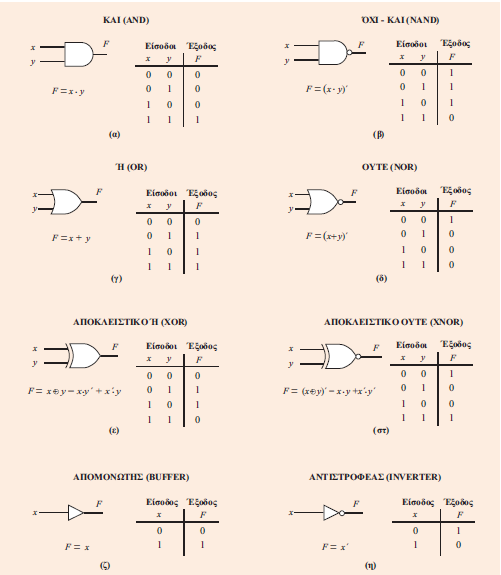 ΚΑΙ (AND)
x
y
F
F = x · y
Είσοδοι Έξοδος
x y F
0 0 0
0 1 0
1 0 0
1 1 1
(α)
ΌΧΙ - ΚΑΙ (NAND)
x
y
F
F = (x · y)′
Είσοδοι Έξοδος
x y F
0 0 1
0 1 1
1 0 1
1 1 0
(β)
Ή (OR)
x
y
F
F = x + y
Είσοδοι Έξοδος
x y F
0 0 0
0 1 1
1 0 1
1 1 1
(γ)
ΟΥΤΕ (NOR)
x
y
F
F = (x+y)′
Είσοδοι Έξοδος
x y F
0 0 1
0 1 0
1 0 0
1 1 0
(δ)
ΑΠΟΚΛΕΙΣΤΙΚΟ Ή (XOR)
x
y
F
F = x⊕y = x·y′ + x′·y
Είσοδοι Έξοδος
x y F
0 0 0
0 1 1
1 0 1
1 1 0
(ε)
ΑΠΟΚΛΕΙΣΤΙΚΟ ΟΥΤΕ (XNOR)
x
y
F
F = (x⊕y)′ = x·y +x′·y′
Είσοδοι Έξοδος
x y F
0 0 1
0 1 0
1 0 0
1 1 1
(στ)
ΑΠΟΜΟΝΩΤΗΣ (BUFFER)
x
F
F = x
Είσοδος Έξοδος
x F
0 0
1 1
(ζ)
ΑΝΤΙΣΤΡΟΦΕΑΣ (INVERTER)
x
F
F = x′
Είσοδος Έξοδος
x F
0 1
1 0
(η)